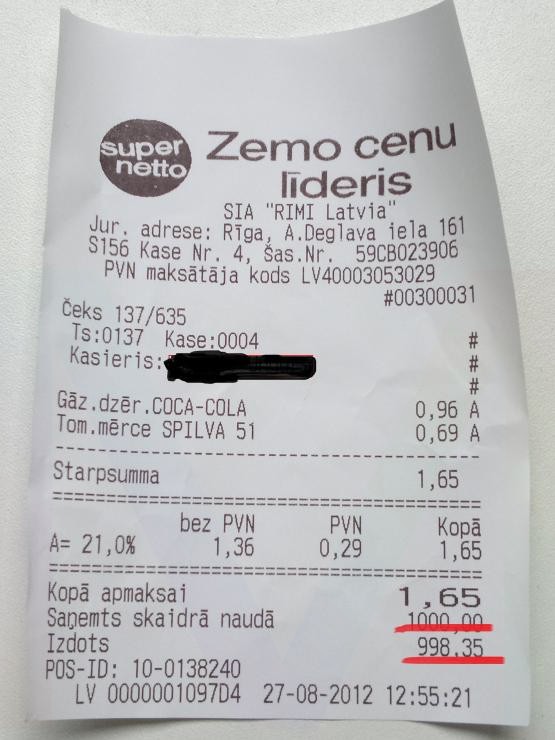 super netto
Zemo cenu
līderis
SIA "RIMI Latvia"
Jur. adrese: Rīga, A.Deglava iela 161
S156 Kase Nr. 4, Šas.Nr. 59CB023906
PVN maksātāja kods LV40003053029
#00300031
Čeks 137/635
Ts:0137 Kase:0004 #
Kasieris: #
#
Gāz.dzēr.COCA-COLA 0,96 A
Tom.mērce SPILVA 51 0,69 A
Starpsumma 1,65
bez PVN PVN Kopā
A= 21,0% 1,36 0,29 1,65
Kopā apmaksai 1,65
Saņemts skaidrā naudā 1000,00
Izdots 998,35
POS-ID: 10-0138240
LV 0000001097D4 27-08-2012 12:55:21